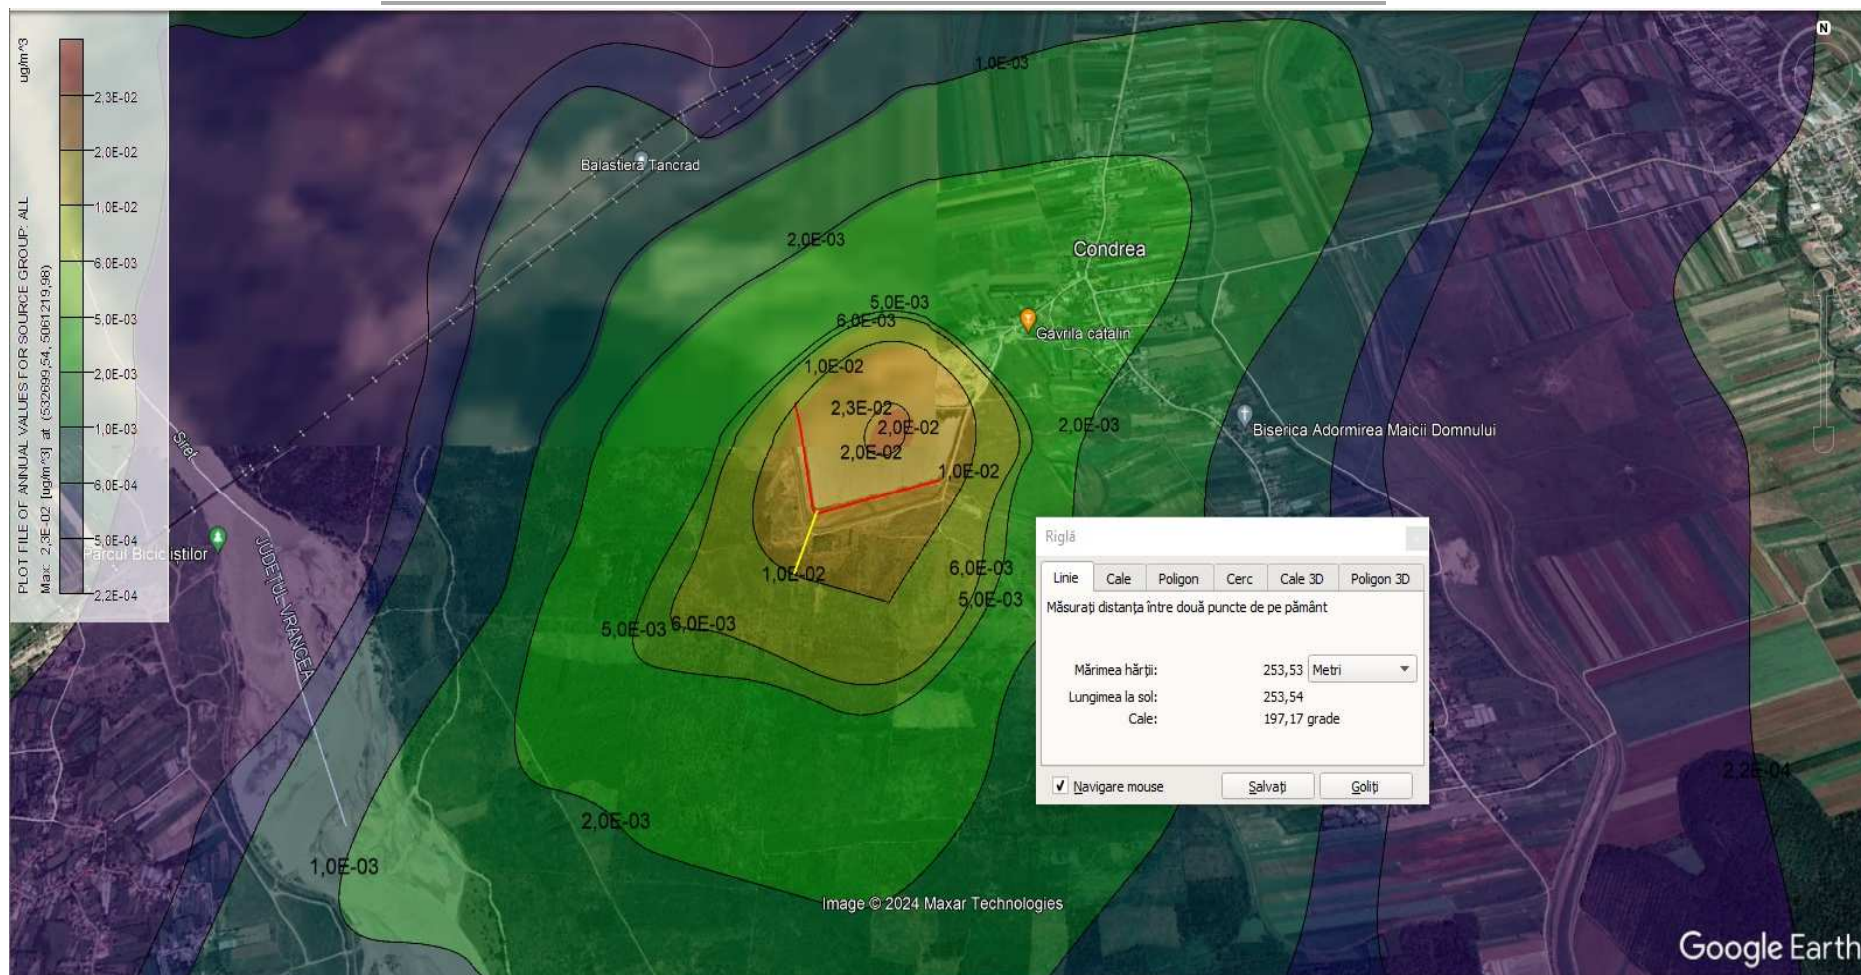 PLOT FILE OF ANNUAL VALUES FOR SOURCE GROUP: ALL
ug/m^3
Max: 2,3E-02 [ug/m^3] at (532699,54, 5061219,98)
2,3E-02
2,0E-02
1,0E-02
6,0E-03
5,0E-03
2,0E-03
1,0E-03
6,0E-04
5,0E-04
2,2E-04
N
1,0E-03
Balastiera Tancrad
2,0E-03
Condrea
5,0E-03
6,0E-03
Gavrila catalin
1,0E-02
2,3E-02
2,0E-02
2,0E-02
2,0E-03
Biserica Adormirea Maicii Domnului
1,0E-02
Siret
Parcul Bicicliștilor
JUDEȚUL VRANCEA
1,0E-02
6,0E-03
5,0E-03
5,0E-03
6,0E-03
Riglă
Linie
Cale
Poligon
Cerc
Cale 3D
Poligon 3D
Măsurați distanța între două puncte de pe pământ
Mărimea hărții: 253,53 Metri
Lungimea la sol: 253,54
Cale: 197,17 grade
Navigare mouse
Salvați
Goliți
2,2E-04
2,0E-03
1,0E-03
Image © 2024 Maxar Technologies
Google Earth